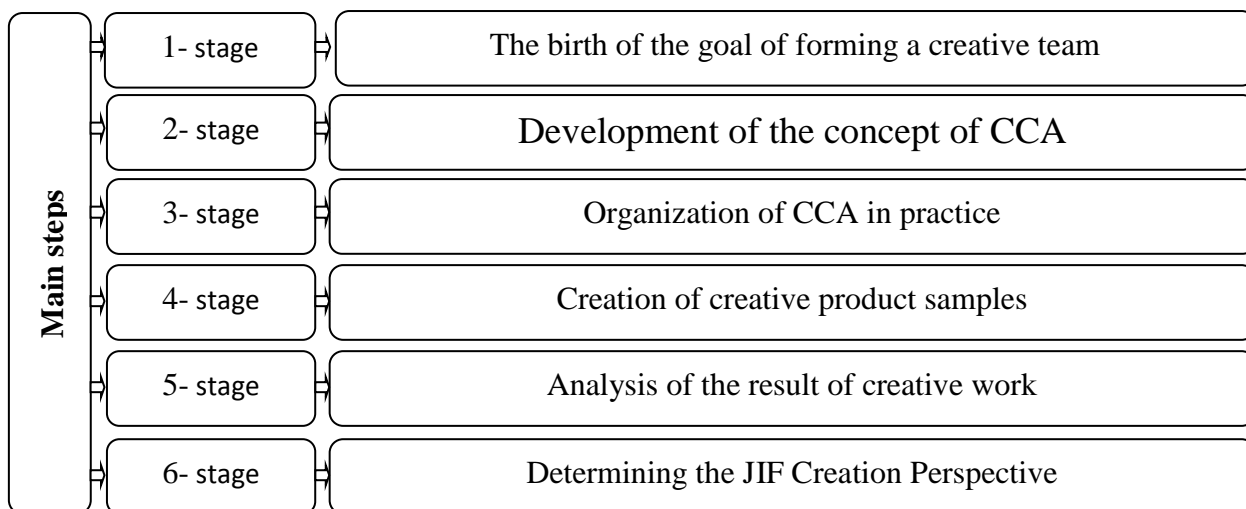 Main steps
1- stage
The birth of the goal of forming a creative team
2- stage
Development of the concept of CCA
3- stage
Organization of CCA in practice
4- stage
Creation of creative product samples
5- stage
Analysis of the result of creative work
6- stage
Determining the JIF Creation Perspective